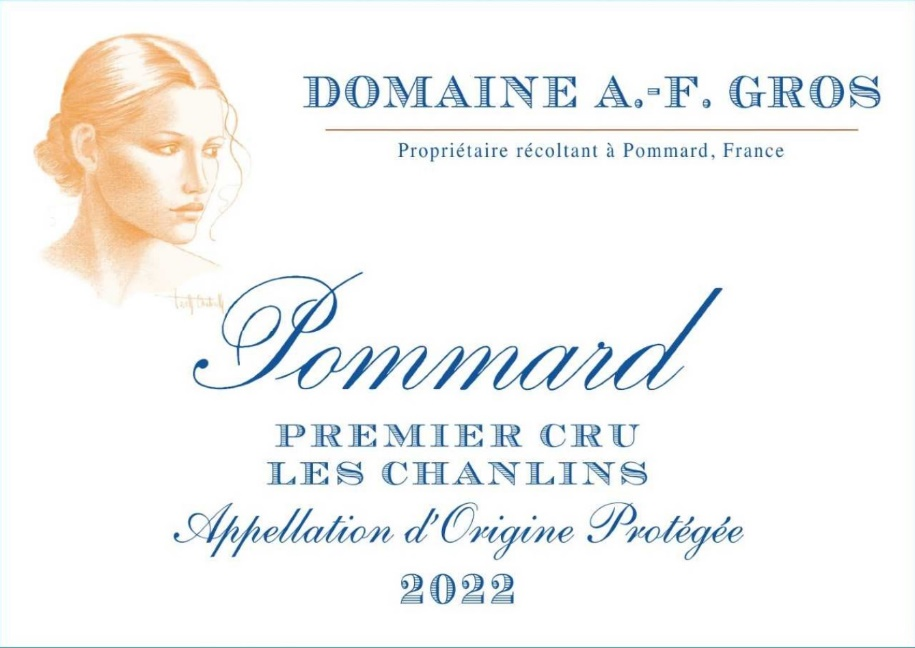 DOMAINE A.-F. GROS
Propriétaire récoltant à Pommard, France
Pommard
PREMIER CRU
LES CHANLINS
Appellation d'Origine Protégée
2022